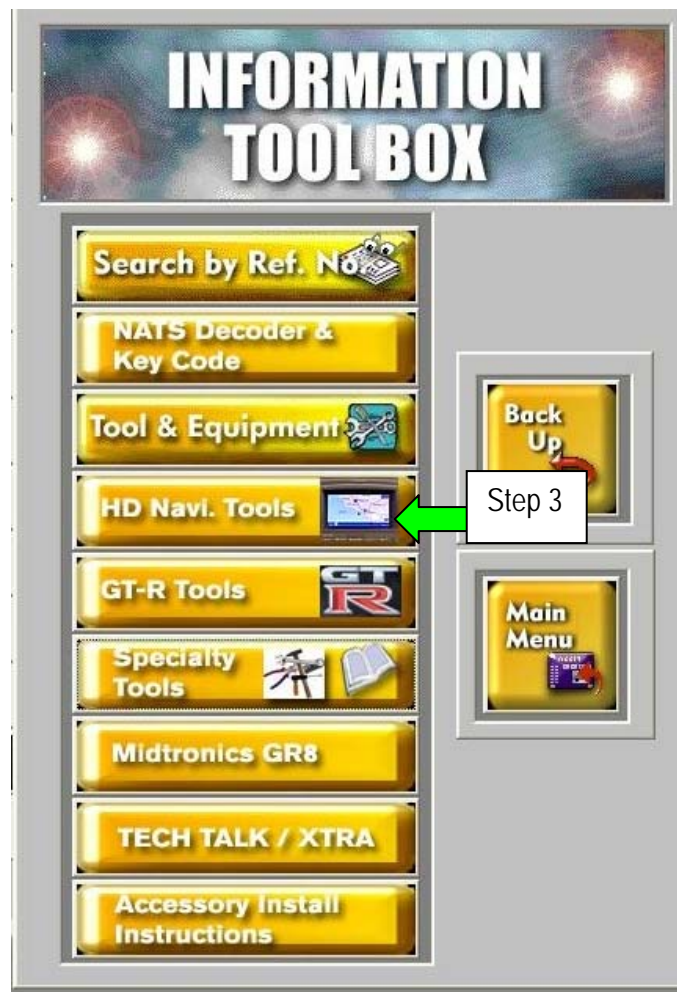 INFORMATION
TOOL BOX
Search by Ref. No.
NATS Decoder &
Key Code
Tool & Equipment
HD Navi. Tools
GT-R Tools
GT
R
Specialty
Tools
Midtronics GR8
TECH TALK / XTRA
Accessory Install
Instructions
Back
Up
Step 3
Main
Menu